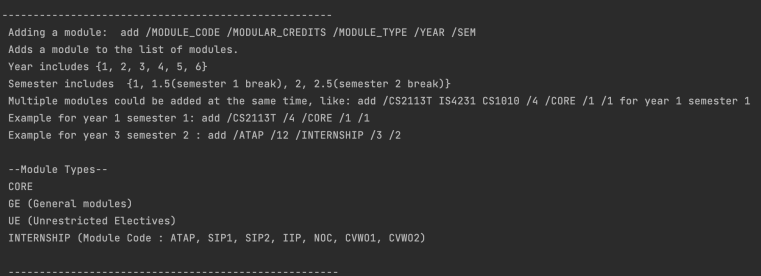 -----------------------------------------------------
Adding a module:  add /MODULE_CODE /MODULAR_CREDITS /MODULE_TYPE /YEAR /SEM
Adds a module to the list of modules.
Year includes {1, 2, 3, 4, 5, 6}
Semester includes  {1, 1.5(semester 1 break), 2, 2.5(semester 2 break)}
Multiple modules could be added at the same time, like: add /CS2113T IS4231 CS1010 /4 /CORE /1 /1 for year 1 semester 1
Example for year 1 semester 1: add /CS2113T /4 /CORE /1 /1
Example for year 3 semester 2 : add /ATAP /12 /INTERNSHIP /3 /2
--Module Types--
CORE
GE (General modules)
UE (Unrestricted Electives)
INTERNSHIP (Module Code : ATAP, SIP1, SIP2, IIP, NOC, CVWO1, CVWO2)
-----------------------------------------------------